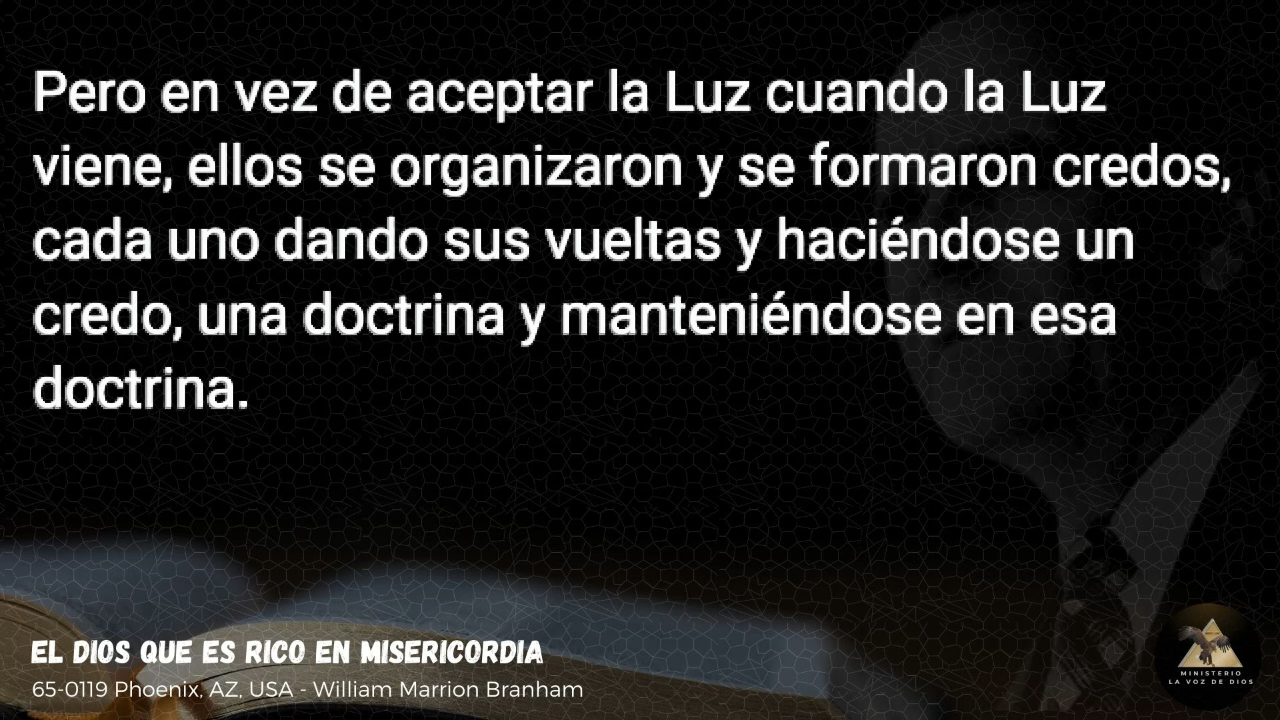 Pero en vez de aceptar la Luz cuando la Luz
viene, ellos se organizaron y se formaron credos,
cada uno dando sus vueltas y haciéndose un
credo, una doctrina y manteniéndose en esa
doctrina.
EL DIOS QUE ES RICO EN MISERICORDIA
65-0119 Phoenix, AZ, USA - William Marrion Branham
MINISTERIO
LA VOZ DE DIOS